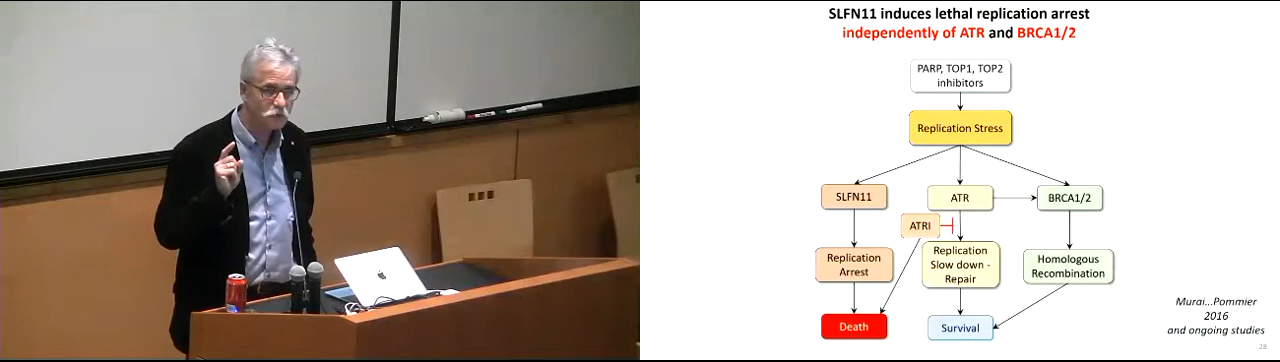 SLFN11 induces lethal replication arrest
independently of ATR and BRCA1/2
PARP, TOP1, TOP2
inhibitors
Replication Stress
SLFN11
ATR
BRCA1/2
ATRI
Replication
Arrest
Replication
Slow down -
Repair
Homologous
Recombination
Death
Survival
Murai...Pommier
2016
and ongoing studies
28